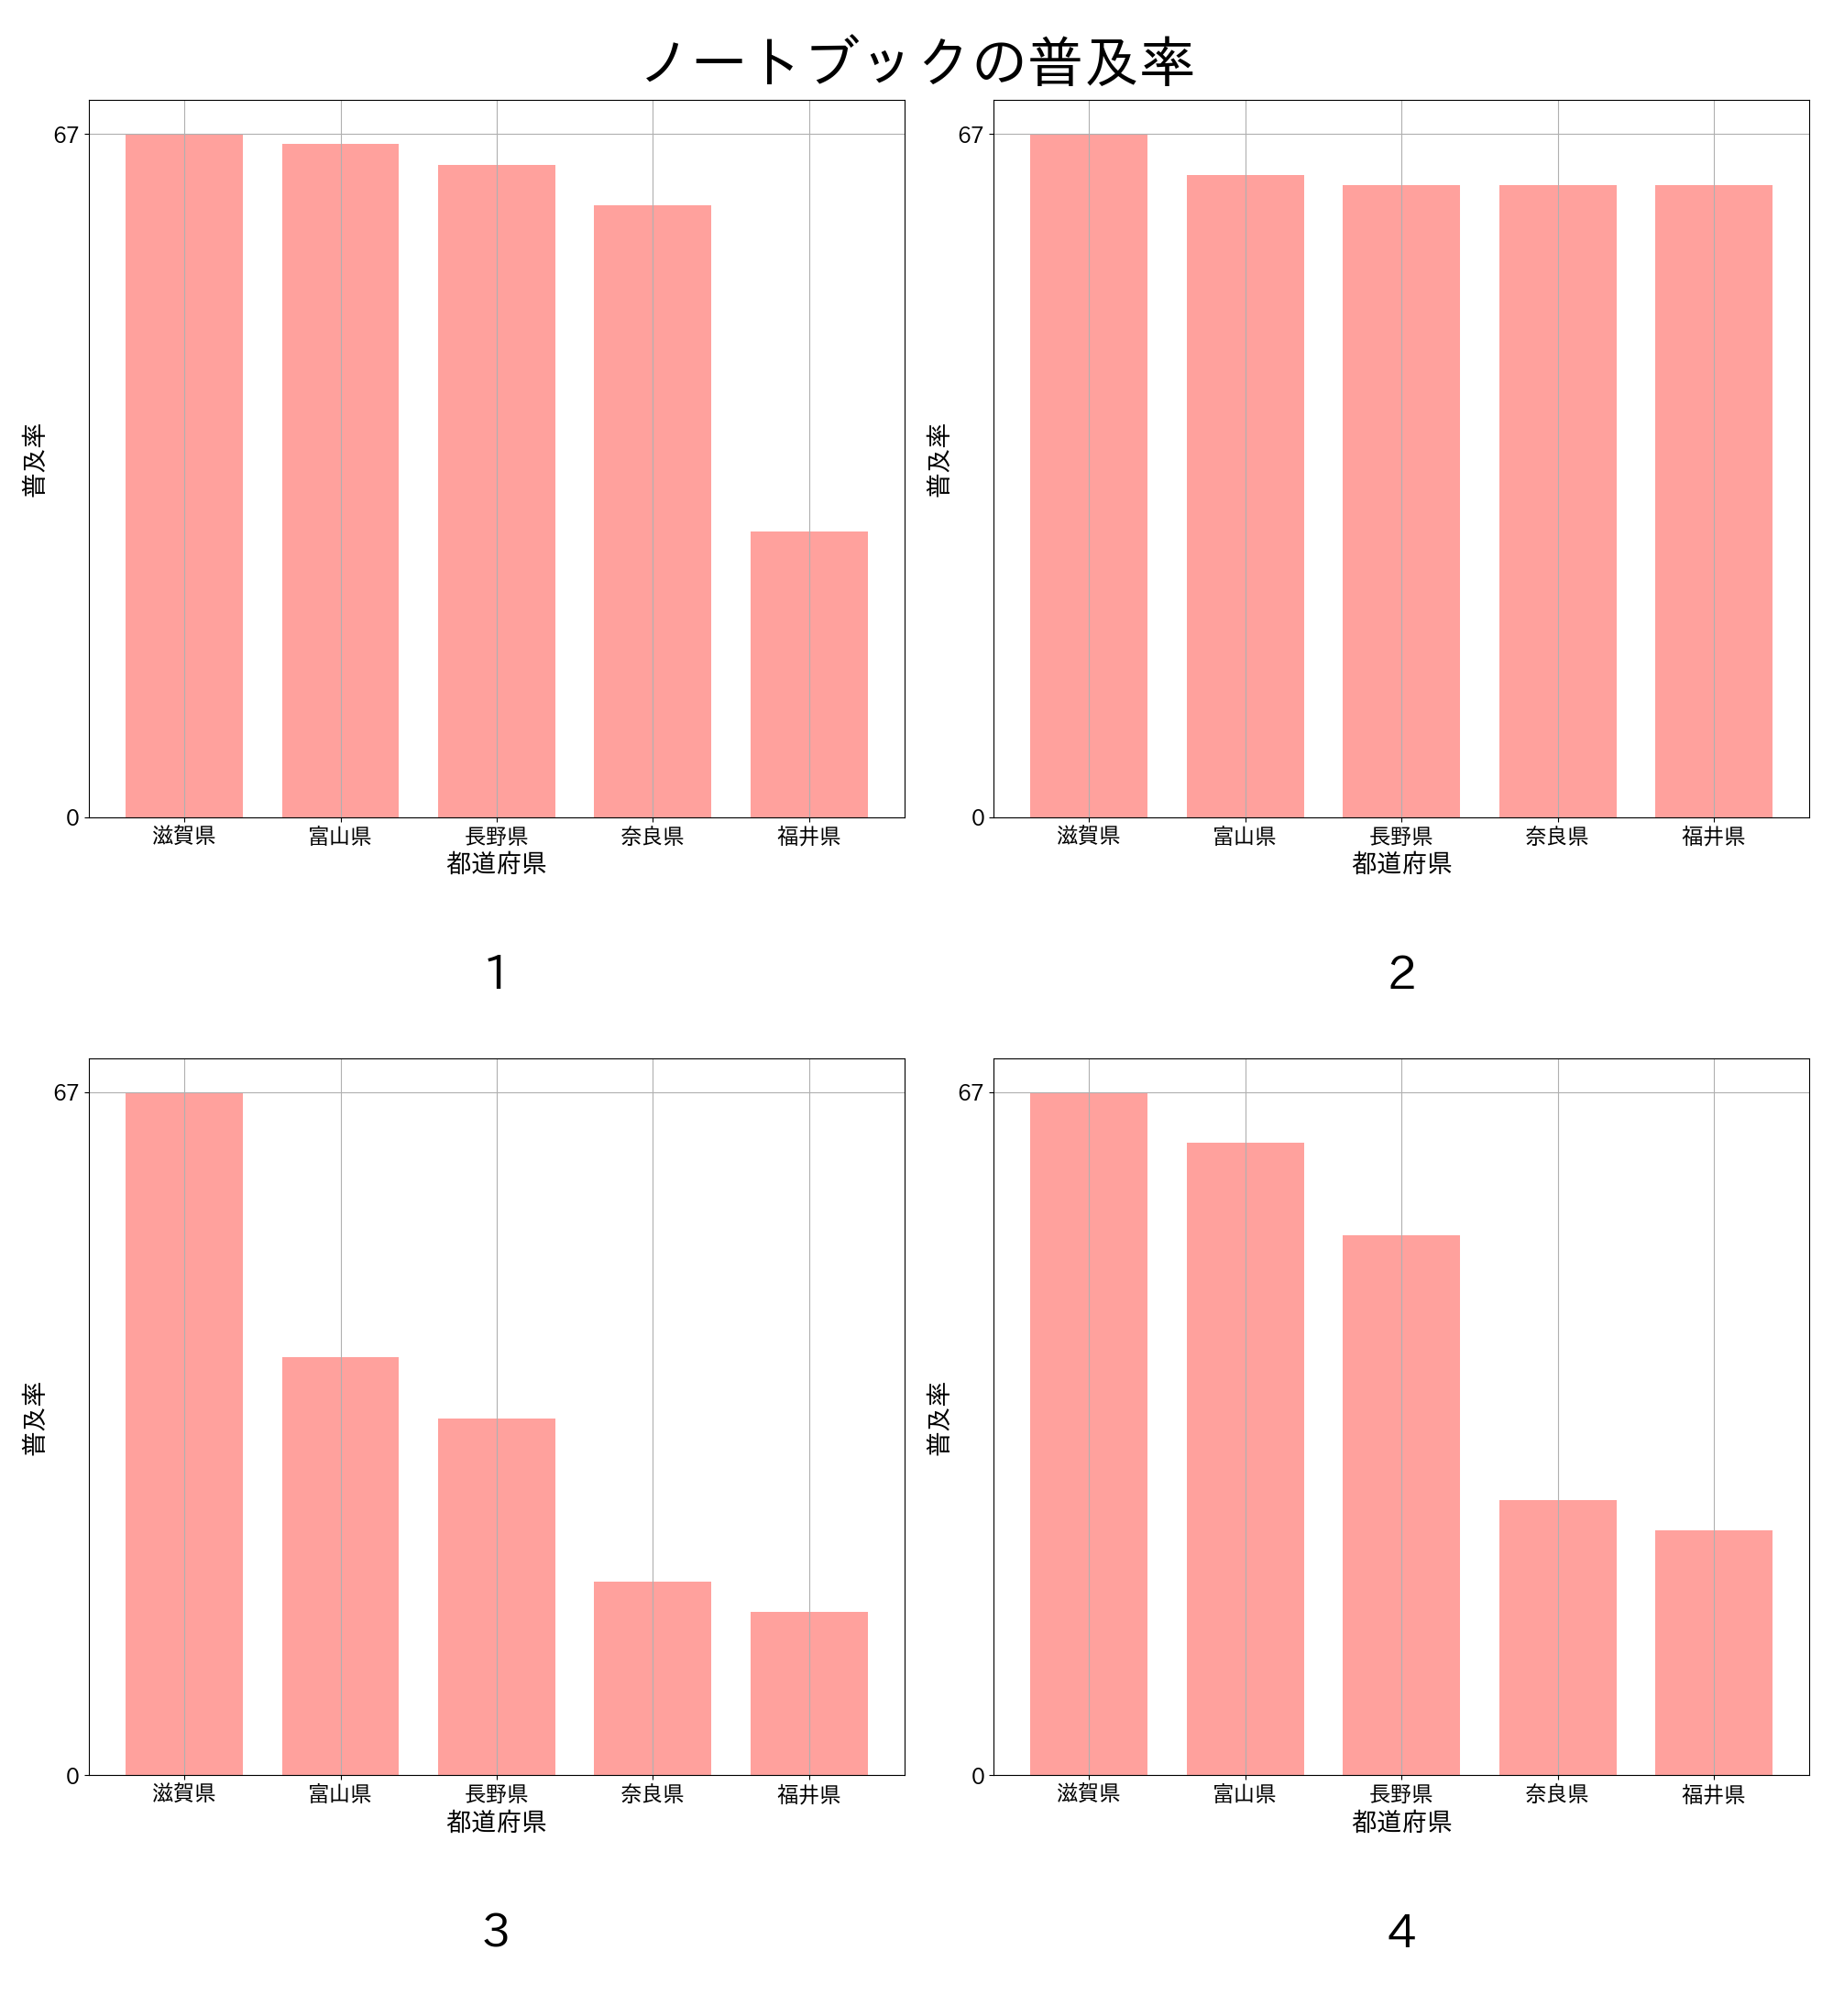 ノートブックの普及率
67
0
普及率
滋賀県 富山県 長野県 奈良県 福井県
都道府県
1
67
0
普及率
滋賀県 富山県 長野県 奈良県 福井県
都道府県
2
67
0
普及率
滋賀県 富山県 長野県 奈良県 福井県
都道府県
3
67
0
普及率
滋賀県 富山県 長野県 奈良県 福井県
都道府県
4